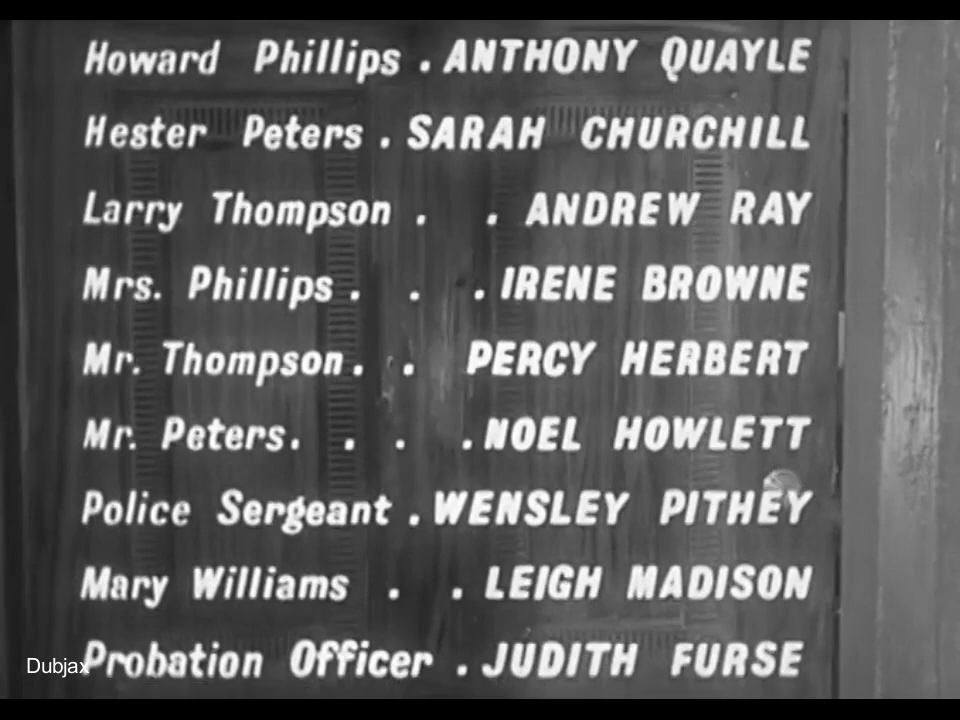 Howard Phillips . ANTHONY QUAYLE
Hester Peters . SARAH CHURCHILL
Larry Thompson . . ANDREW RAY
Mrs. Phillips . . . IRENE BROWNE
Mr. Thompson . . PERCY HERBERT
Mr. Peters. . . . NOEL HOWLETT
Police Sergeant . WENSLEY PITHEY
Mary Williams . . LEIGH MADISON
Probation Officer . JUDITH FURSE
Dubjax